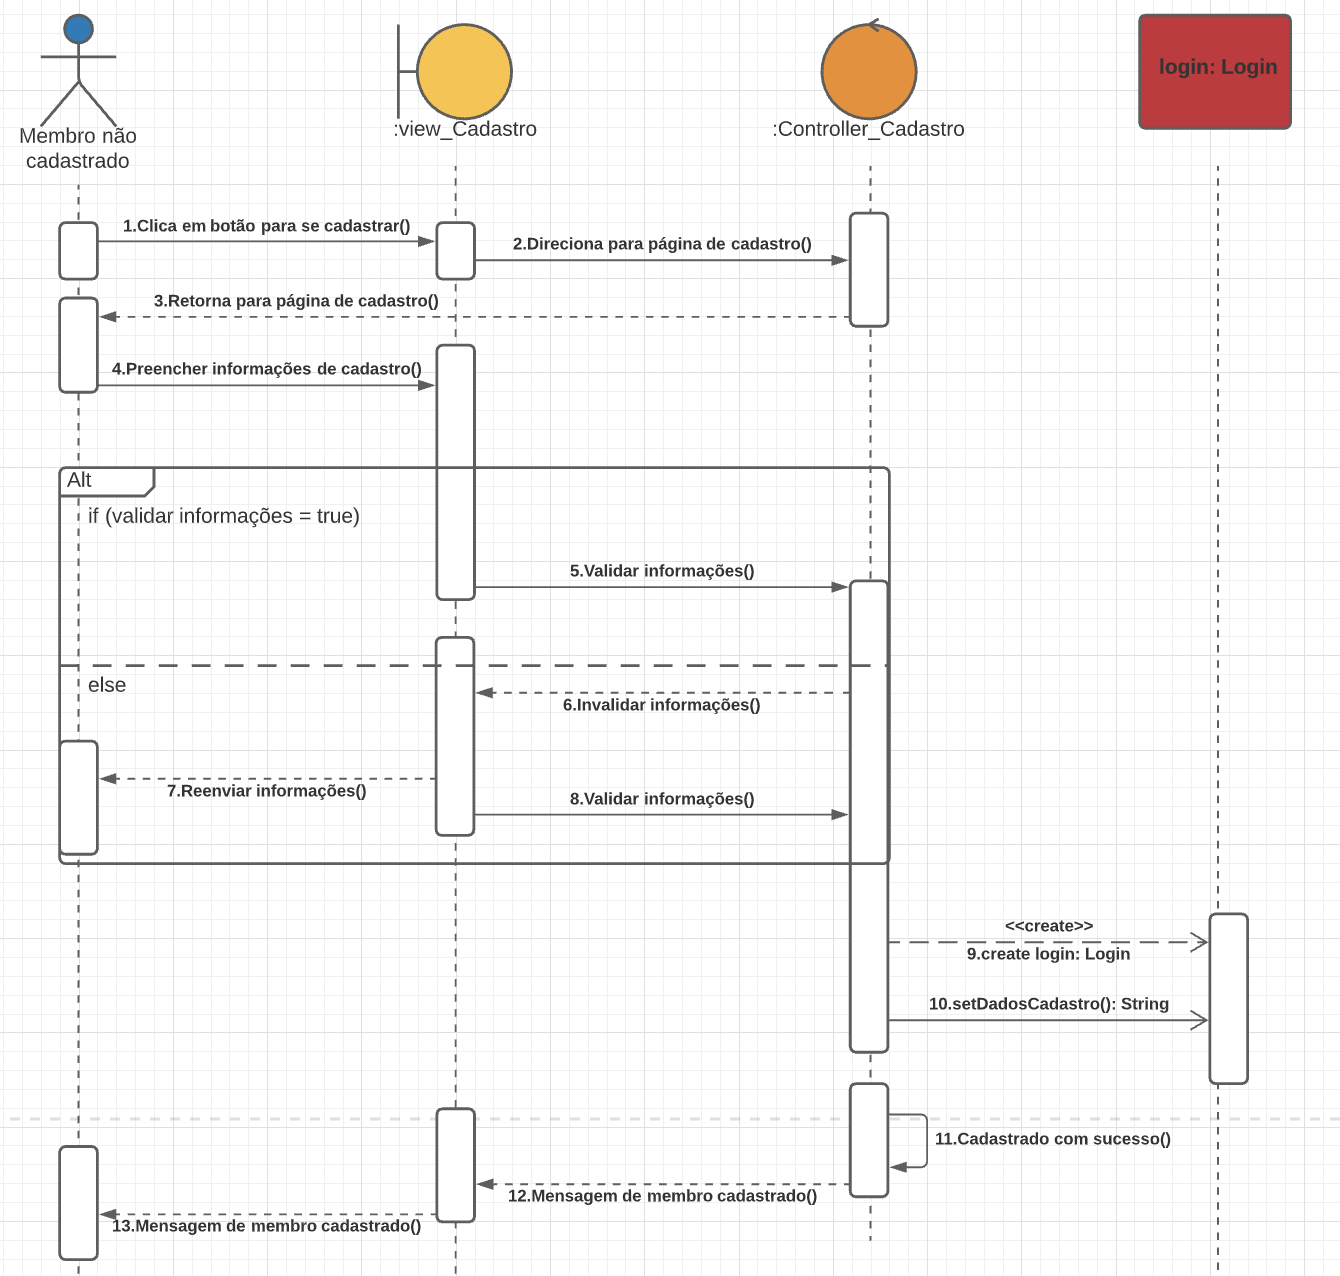 Membro não
cadastrado
:view_Cadastro
:Controller_Cadastro
login: Login
1.Clica em botão para se cadastrar()
2.Direciona para página de cadastro()
3.Retorna para página de cadastro()
4.Preencher informações de cadastro()
Alt
if (validar informações = true)
5.Validar informações()
else
6.Invalidar informações()
7.Reenviar informações()
8.Validar informações()
<<create>>
9.create login: Login
10.setDadosCadastro(): String
11.Cadastrado com sucesso()
12.Mensagem de membro cadastrado()
13.Mensagem de membro cadastrado()